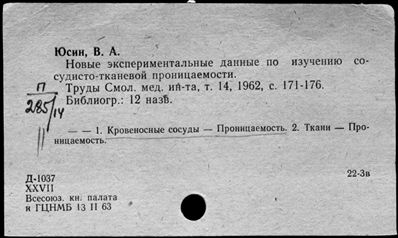 Юсин, В. А.
Новые экспериментальные данные по изучению со-
судисто-тканевой проницаемости.
Труды Смол. мед. ин-та, т. 14, 1962, с. 171-176.
Библиогр.: 12 назв.
П
285/14
||
— — 1. Кровеносные сосуды — Проницаемость. 2. Ткани — Про-
ницаемость.
Д-1037
22-3в
XXVII
Всесоюз. кн. палата
и ГЦНМБ 13 II 63